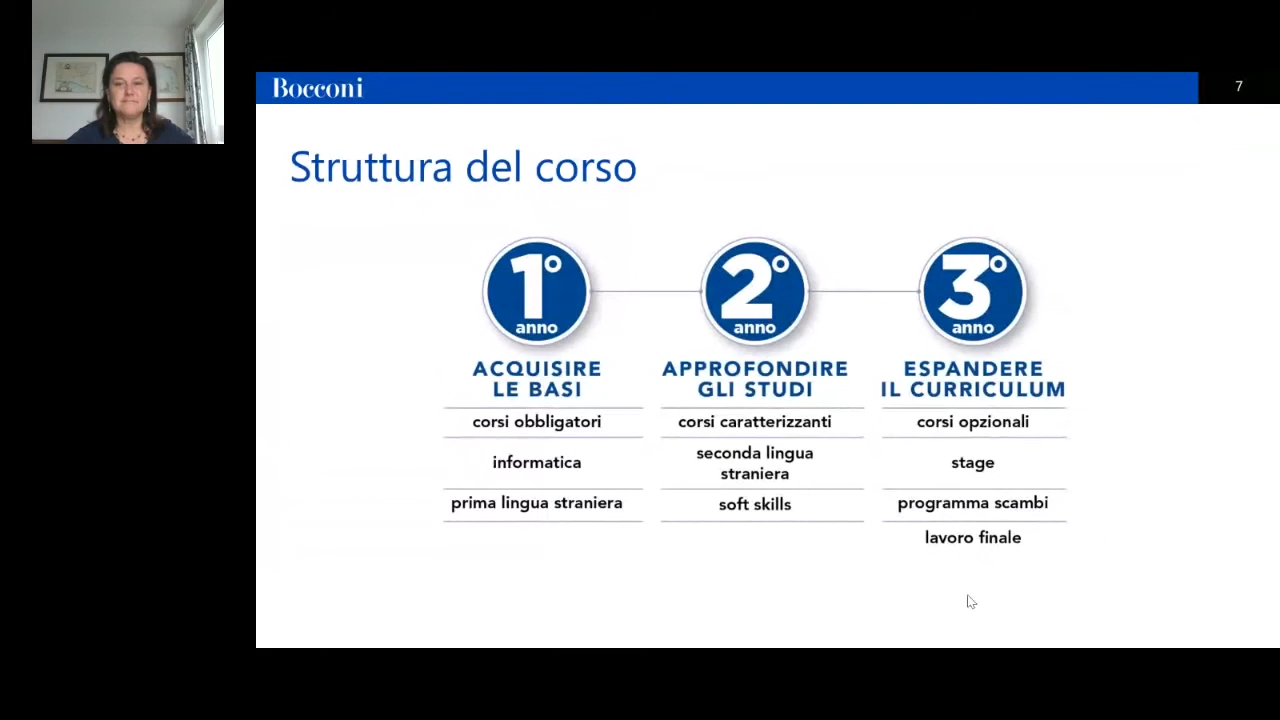 Bocconi
7
Struttura del corso
1° anno
2° anno
3° anno
ACQUISIRE
LE BASI
corsi obbligatori
informatica
prima lingua straniera
APPROFONDIRE
GLI STUDI
corsi caratterizzanti
seconda lingua
straniera
soft skills
ESPANDERE
IL CURRICULUM
corsi opzionali
stage
programma scambi
lavoro finale